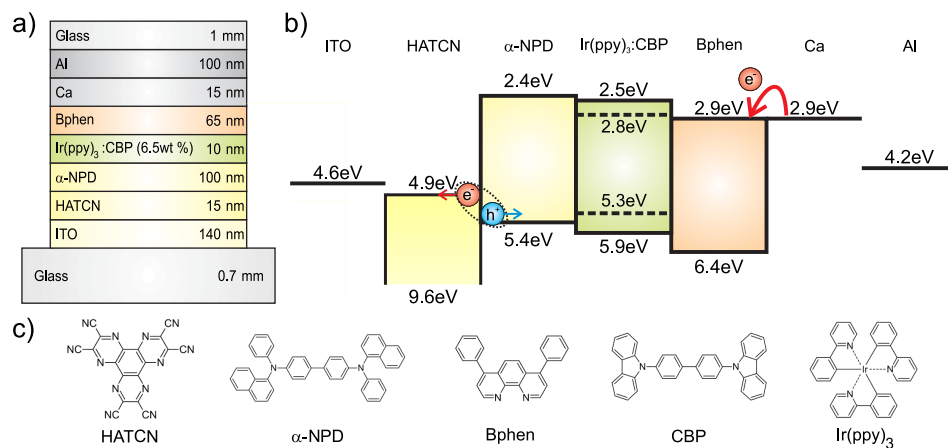 a)
Glass 1 mm
Al 100 nm
Ca 15 nm
Bphen 65 nm
Ir(ppy)3 :CBP (6.5wt %) 10 nm
α-NPD 100 nm
HATCN 15 nm
ITO 140 nm
Glass 0.7 mm
b)
ITO HATCN α-NPD Ir(ppy)3:CBP Bphen Ca Al
2.4eV 2.5eV e-
2.9eV 2.9eV
2.8eV
4.6eV 4.9eV 4.2eV
e-
h+ 5.3eV
5.4eV 5.9eV
6.4eV
9.6eV
c)
CN CN
NC N N CN
NC N N CN
N N
NC CN
HATCN
N N
α-NPD
N N
Bphen
N N
CBP
N N
Ir
N
Ir(ppy)3